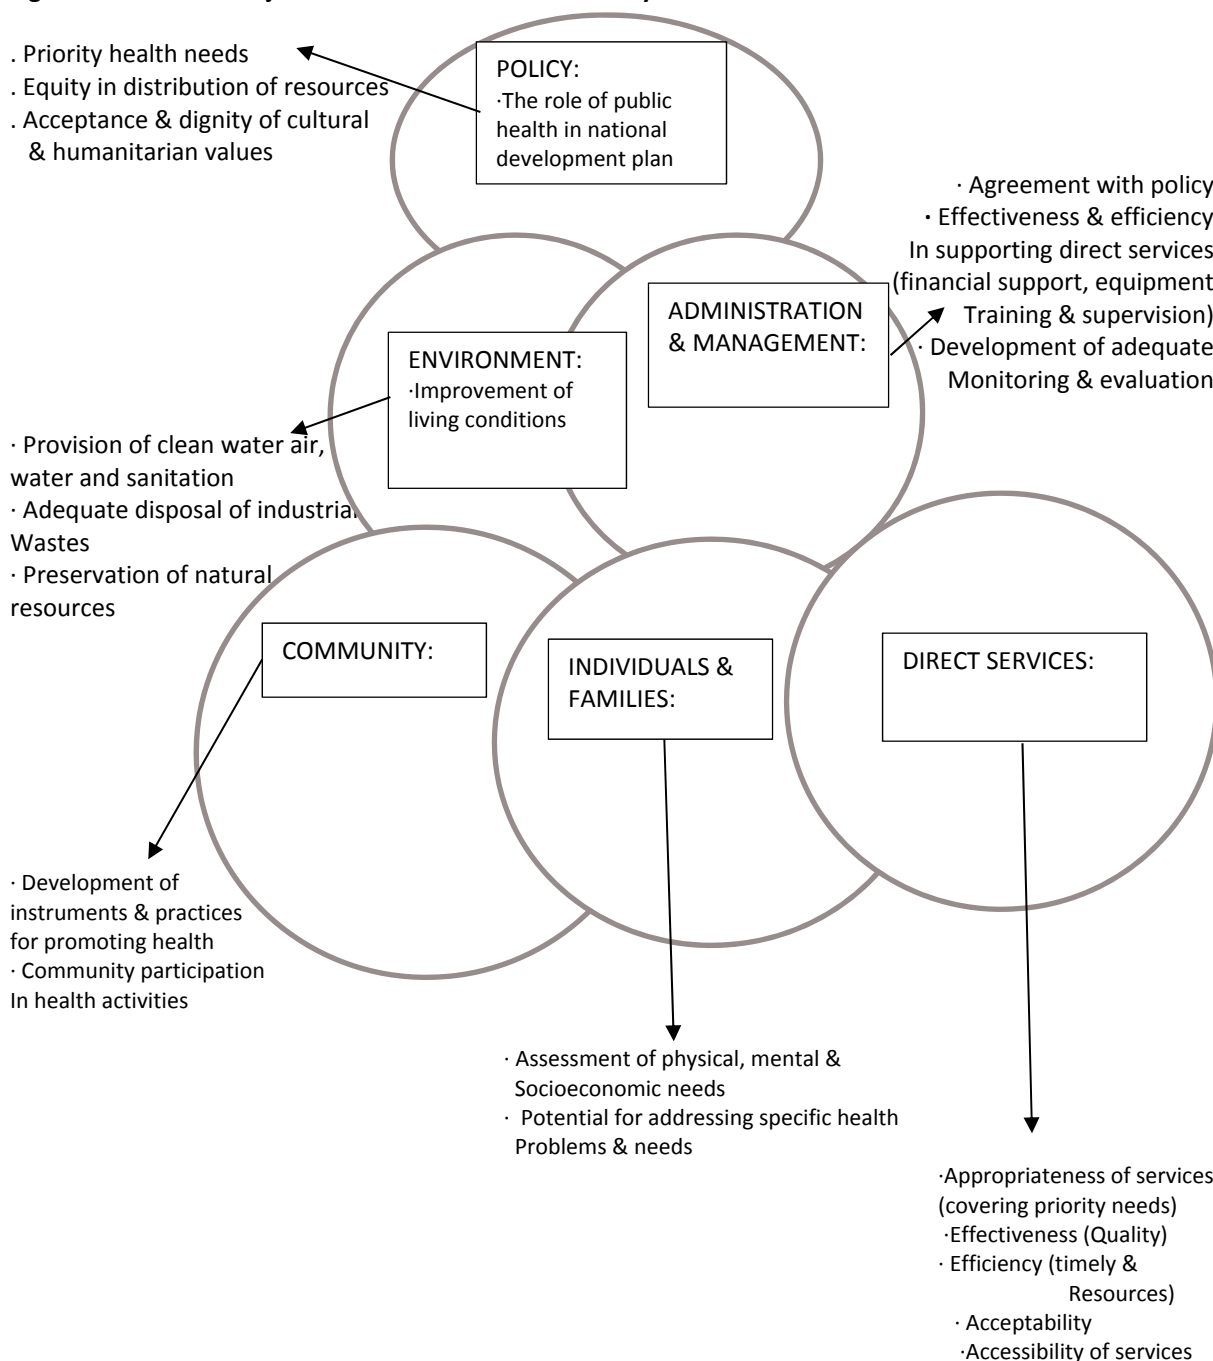 . Priority health needs
. Equity in distribution of resources
. Acceptance & dignity of cultural
& humanitarian values
POLICY:
·The role of public
health in national
development plan
· Agreement with policy
· Effectiveness & efficiency
In supporting direct services
(financial support, equipment
Training & supervision)
· Development of adequate
Monitoring & evaluation
ADMINISTRATION
& MANAGEMENT:
ENVIRONMENT:
·Improvement of
living conditions
· Provision of clean water air,
water and sanitation
· Adequate disposal of industrial
Wastes
· Preservation of natural
resources
COMMUNITY:
INDIVIDUALS &
FAMILIES:
DIRECT SERVICES:
· Development of
instruments & practices
for promoting health
· Community participation
In health activities
· Assessment of physical, mental &
Socioeconomic needs
· Potential for addressing specific health
Problems & needs
·Appropriateness of services
(covering priority needs)
·Effectiveness (Quality)
· Efficiency (timely &
Resources)
· Acceptability
·Accessibility of services